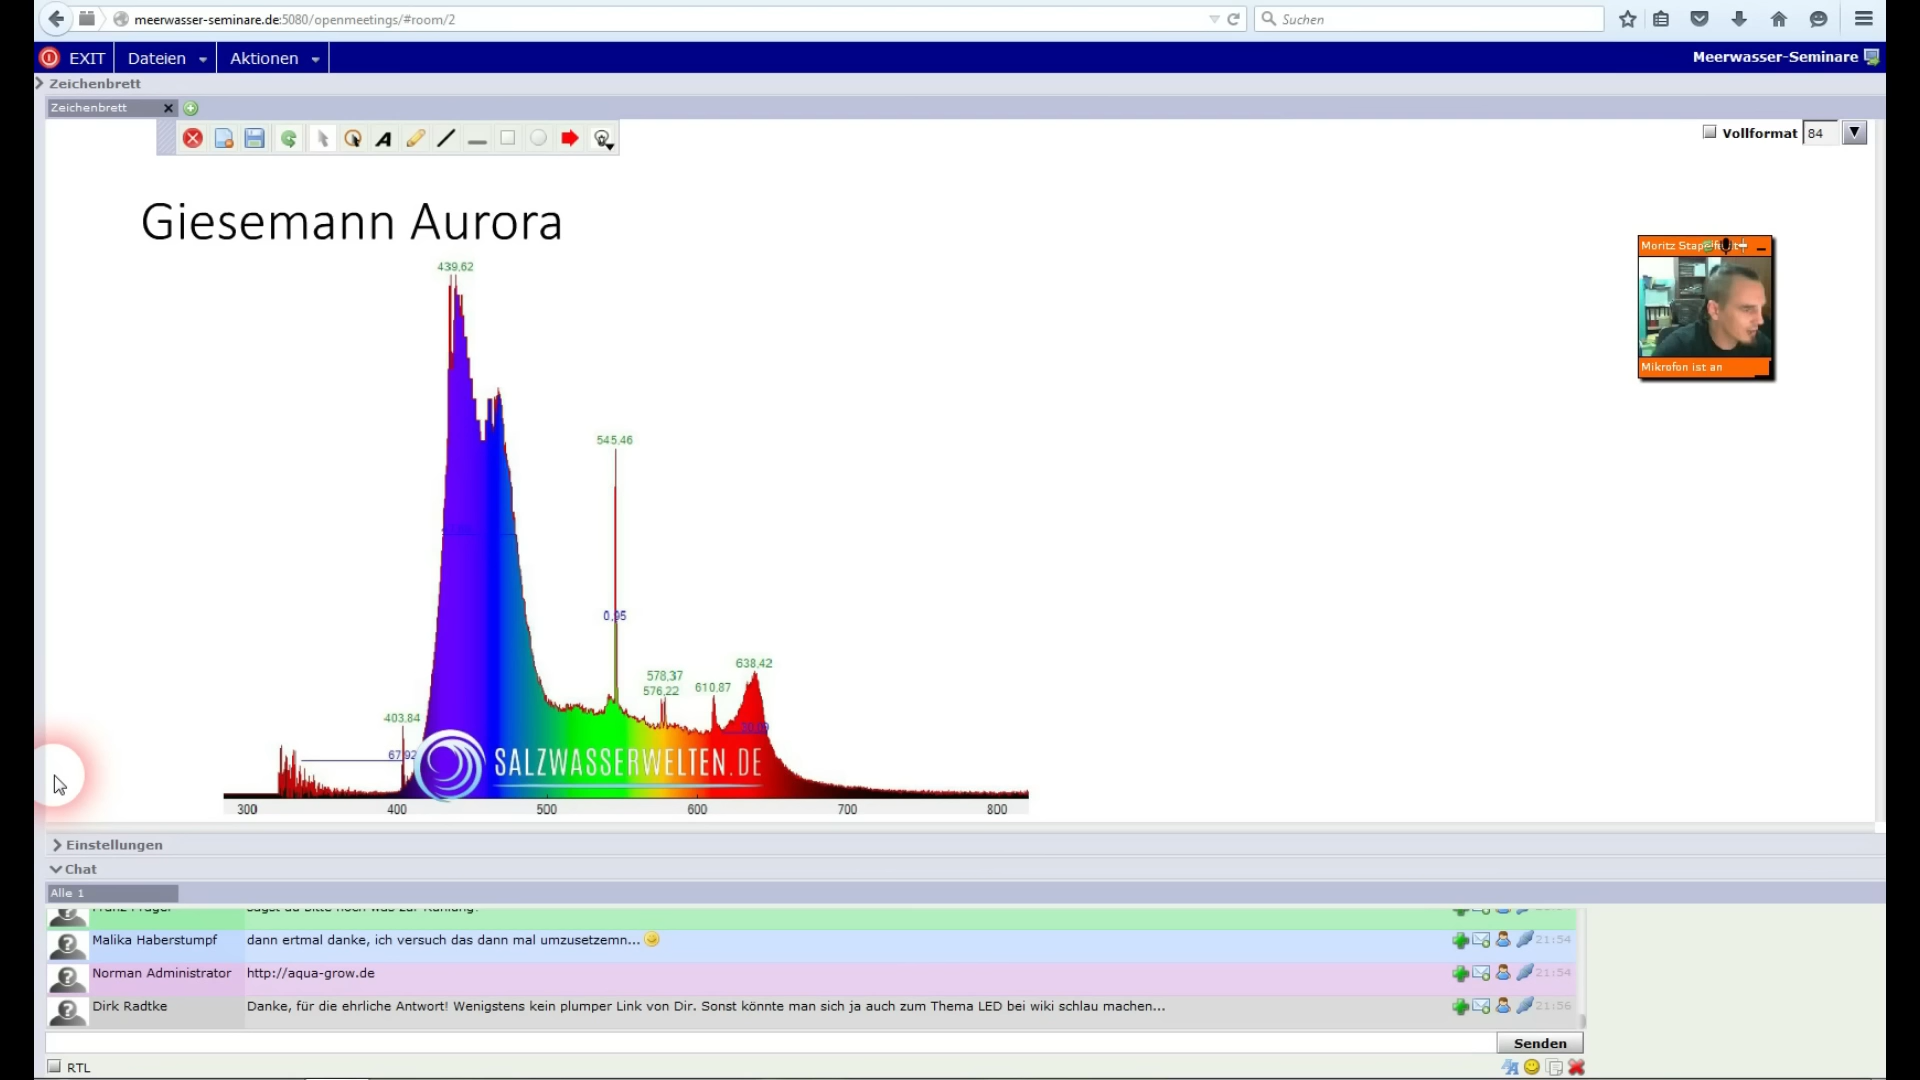 meerwasser-seminare.de:5080/openmeetings/#room/2
Suchen
EXIT
Dateien
Aktionen
Meerwasser-Seminare
Zeichenbrett
Zeichenbrett
A
Vollformat
84
Giesemann Aurora
439,62
545,46
0,95
638,42
578,37
576,22
610,87
403,84
67,92
SALZWASSERWELTEN.DE
300 400 500 600 700 800
Moritz
Mikrofon ist an
Einstellungen
Chat
Alle 1
Malika Haberstumpf dann ertmal danke, ich versuch das dann mal umzusetzemn... 21:54
Norman Administrator http://aqua-grow.de 21:54
Dirk Radtke Danke, für die ehrliche Antwort! Wenigstens kein plumper Link von Dir. Sonst könnte man sich ja auch zum Thema LED bei wiki schlau machen... 21:56
Senden
RTL